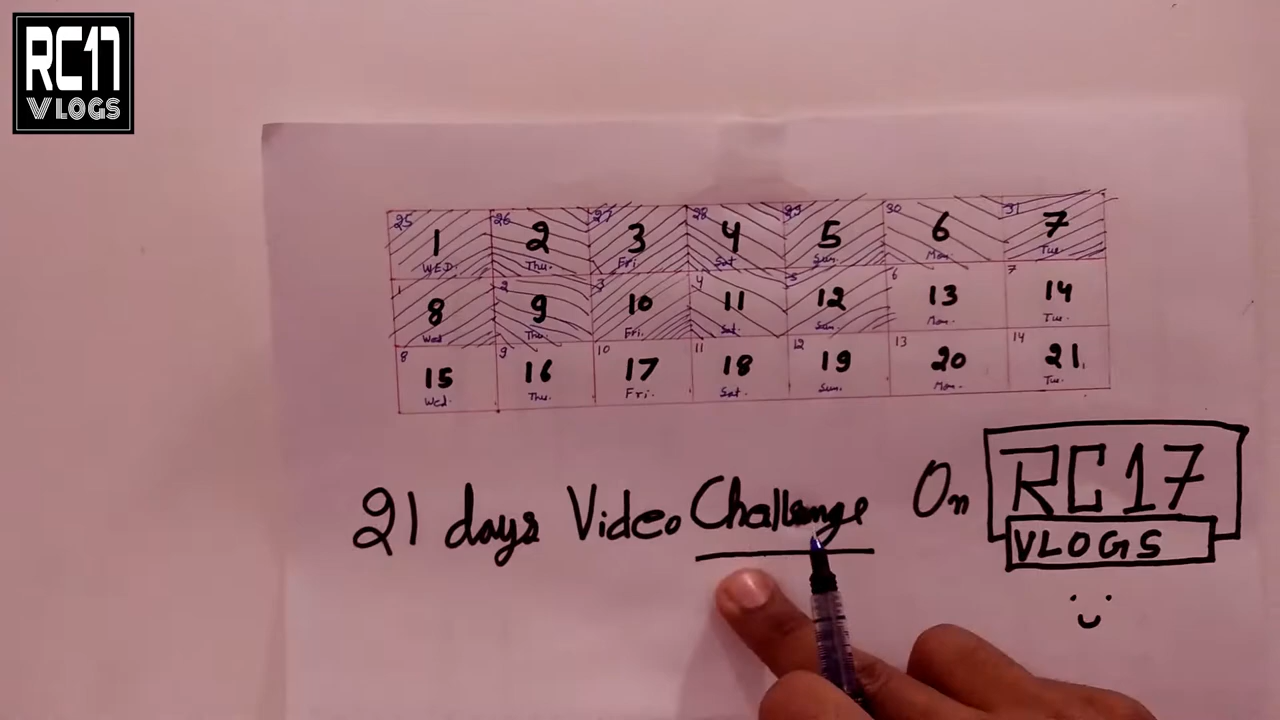 RC17
VLOGS
25 26 27 28 29 30 31
1 2 3 4 5 6 7
WED. Thu. Fri Sat Sun. Mon. Tue.
1 2 3 4 5 6 7
8 9 10 11 12 13 14
Wed Thu Fri. Sat. Sun. Mon. Tue.
8 9 10 11 12 13 14
15 16 17 18 19 20 21.
Wed. Thu. Fri. Sat. Sun. Mon. Tue.
21 days Video Challenge On RC17
VLOGS